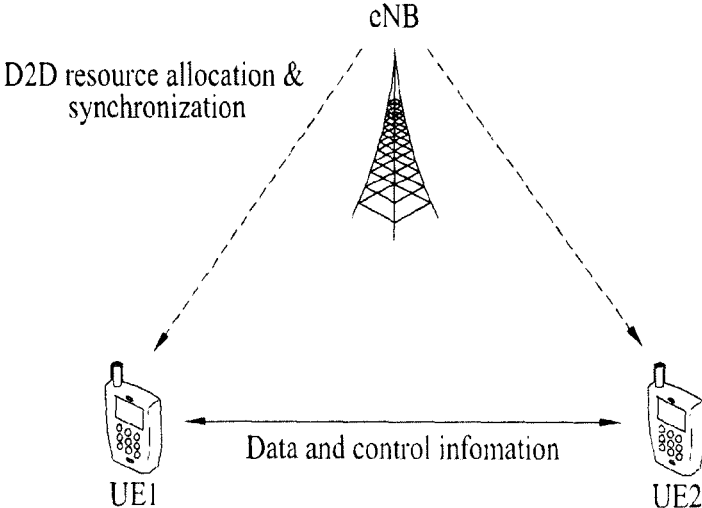 eNB
D2D resource allocation &
synchronization
Data and control infomation
UE1
UE2